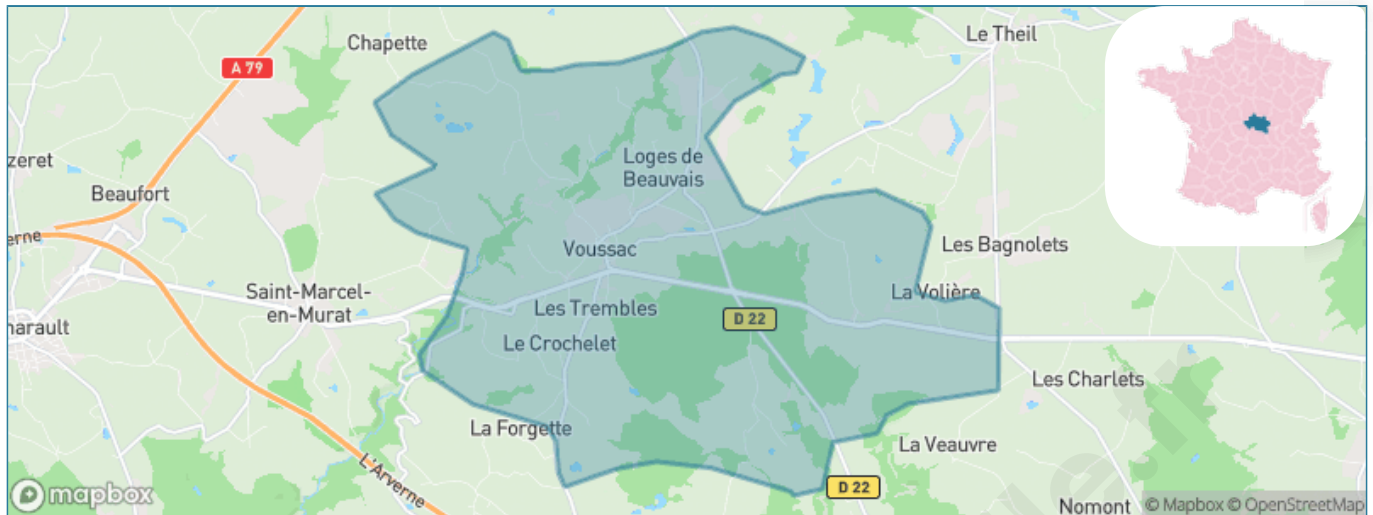 Chapette
Le Theil
A 79
zeret
Loges de
Beauvais
Beaufort
erne
Voussac
Les Bagnolets
La Volière
Saint-Marcel-
en-Murat
Les Trembles
D 22
narault
Le Crochelet
Les Charlets
La Forgette
La Veauvre
L'Arverne
D 22
Nomont
mapbox
© Mapbox © OpenStreetMap